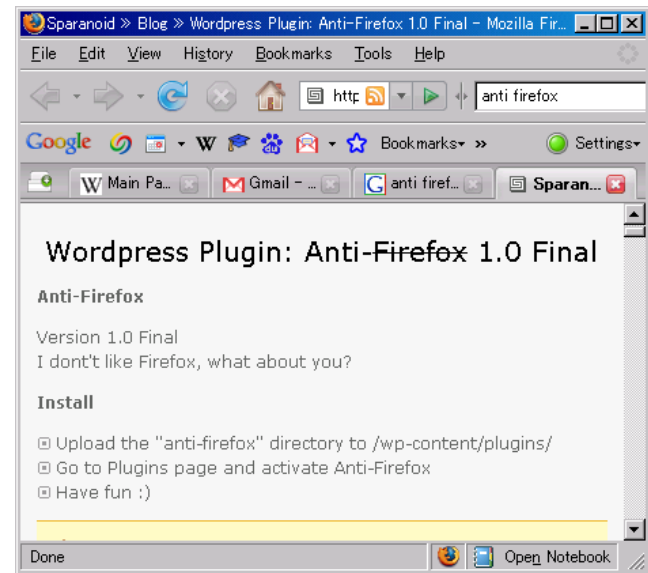 Sparanoid » Blog » Wordpress Plugin: Anti-Firefox 1.0 Final - Mozilla Fir...
File Edit View History Bookmarks Tools Help
http anti firefox
Google W Bookmarks » Settings
W Main Pa... Gmail - ... G anti firef... Sparan...
Wordpress Plugin: Anti-Firefox 1.0 Final
Anti-Firefox
Version 1.0 Final
I dont't like Firefox, what about you?
Install
Upload the "anti-firefox" directory to /wp-content/plugins/
Go to Plugins page and activate Anti-Firefox
Have fun :)
Done Open Notebook